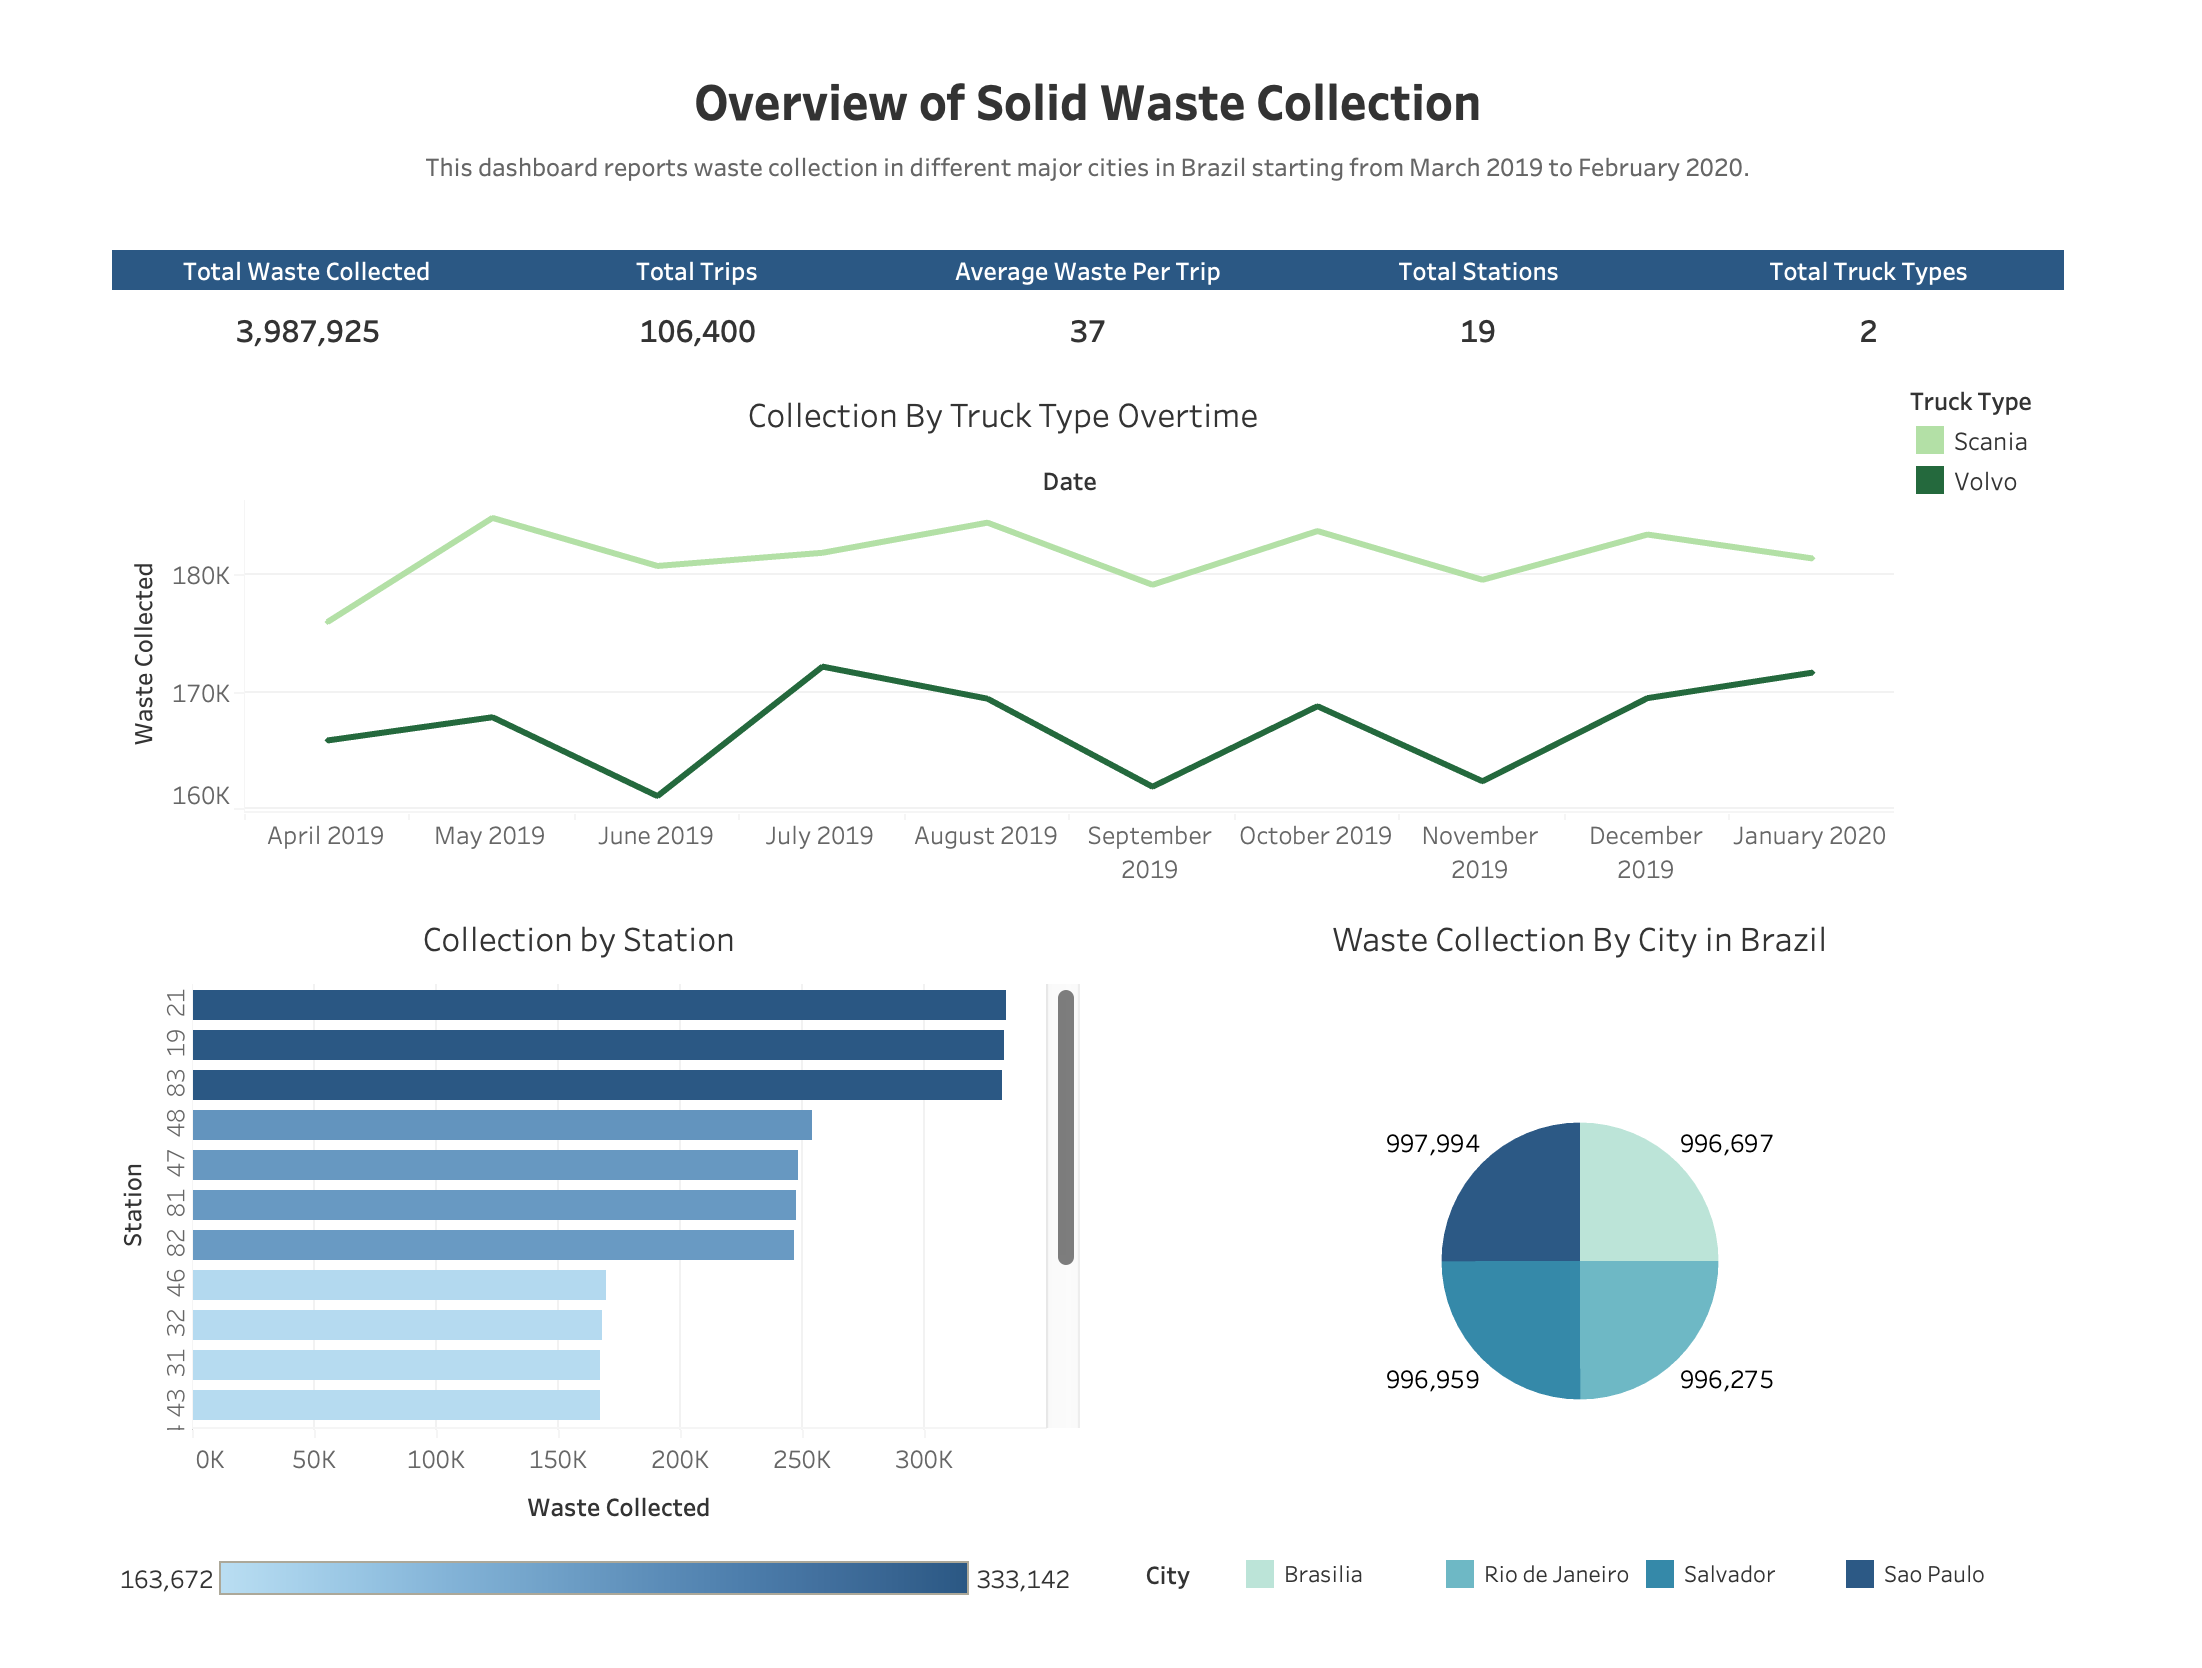 Overview of Solid Waste Collection
This dashboard reports waste collection in different major cities in Brazil starting from March 2019 to February 2020.
Total Waste Collected Total Trips Average Waste Per Trip Total Stations Total Truck Types
3,987,925 106,400 37 19 2
Collection By Truck Type Overtime
Truck Type
Scania
Volvo
Date
Waste Collected
180K
170K
160K
April 2019 May 2019 June 2019 July 2019 August 2019 September 2019 October 2019 November 2019 December 2019 January 2020
Collection by Station
Station
21
19
83
48
47
81
82
46
32
31
43
0K 50K 100K 150K 200K 250K 300K
Waste Collected
163,672 333,142
Waste Collection By City in Brazil
997,994 996,697
996,959 996,275
City Brasilia Rio de Janeiro Salvador Sao Paulo